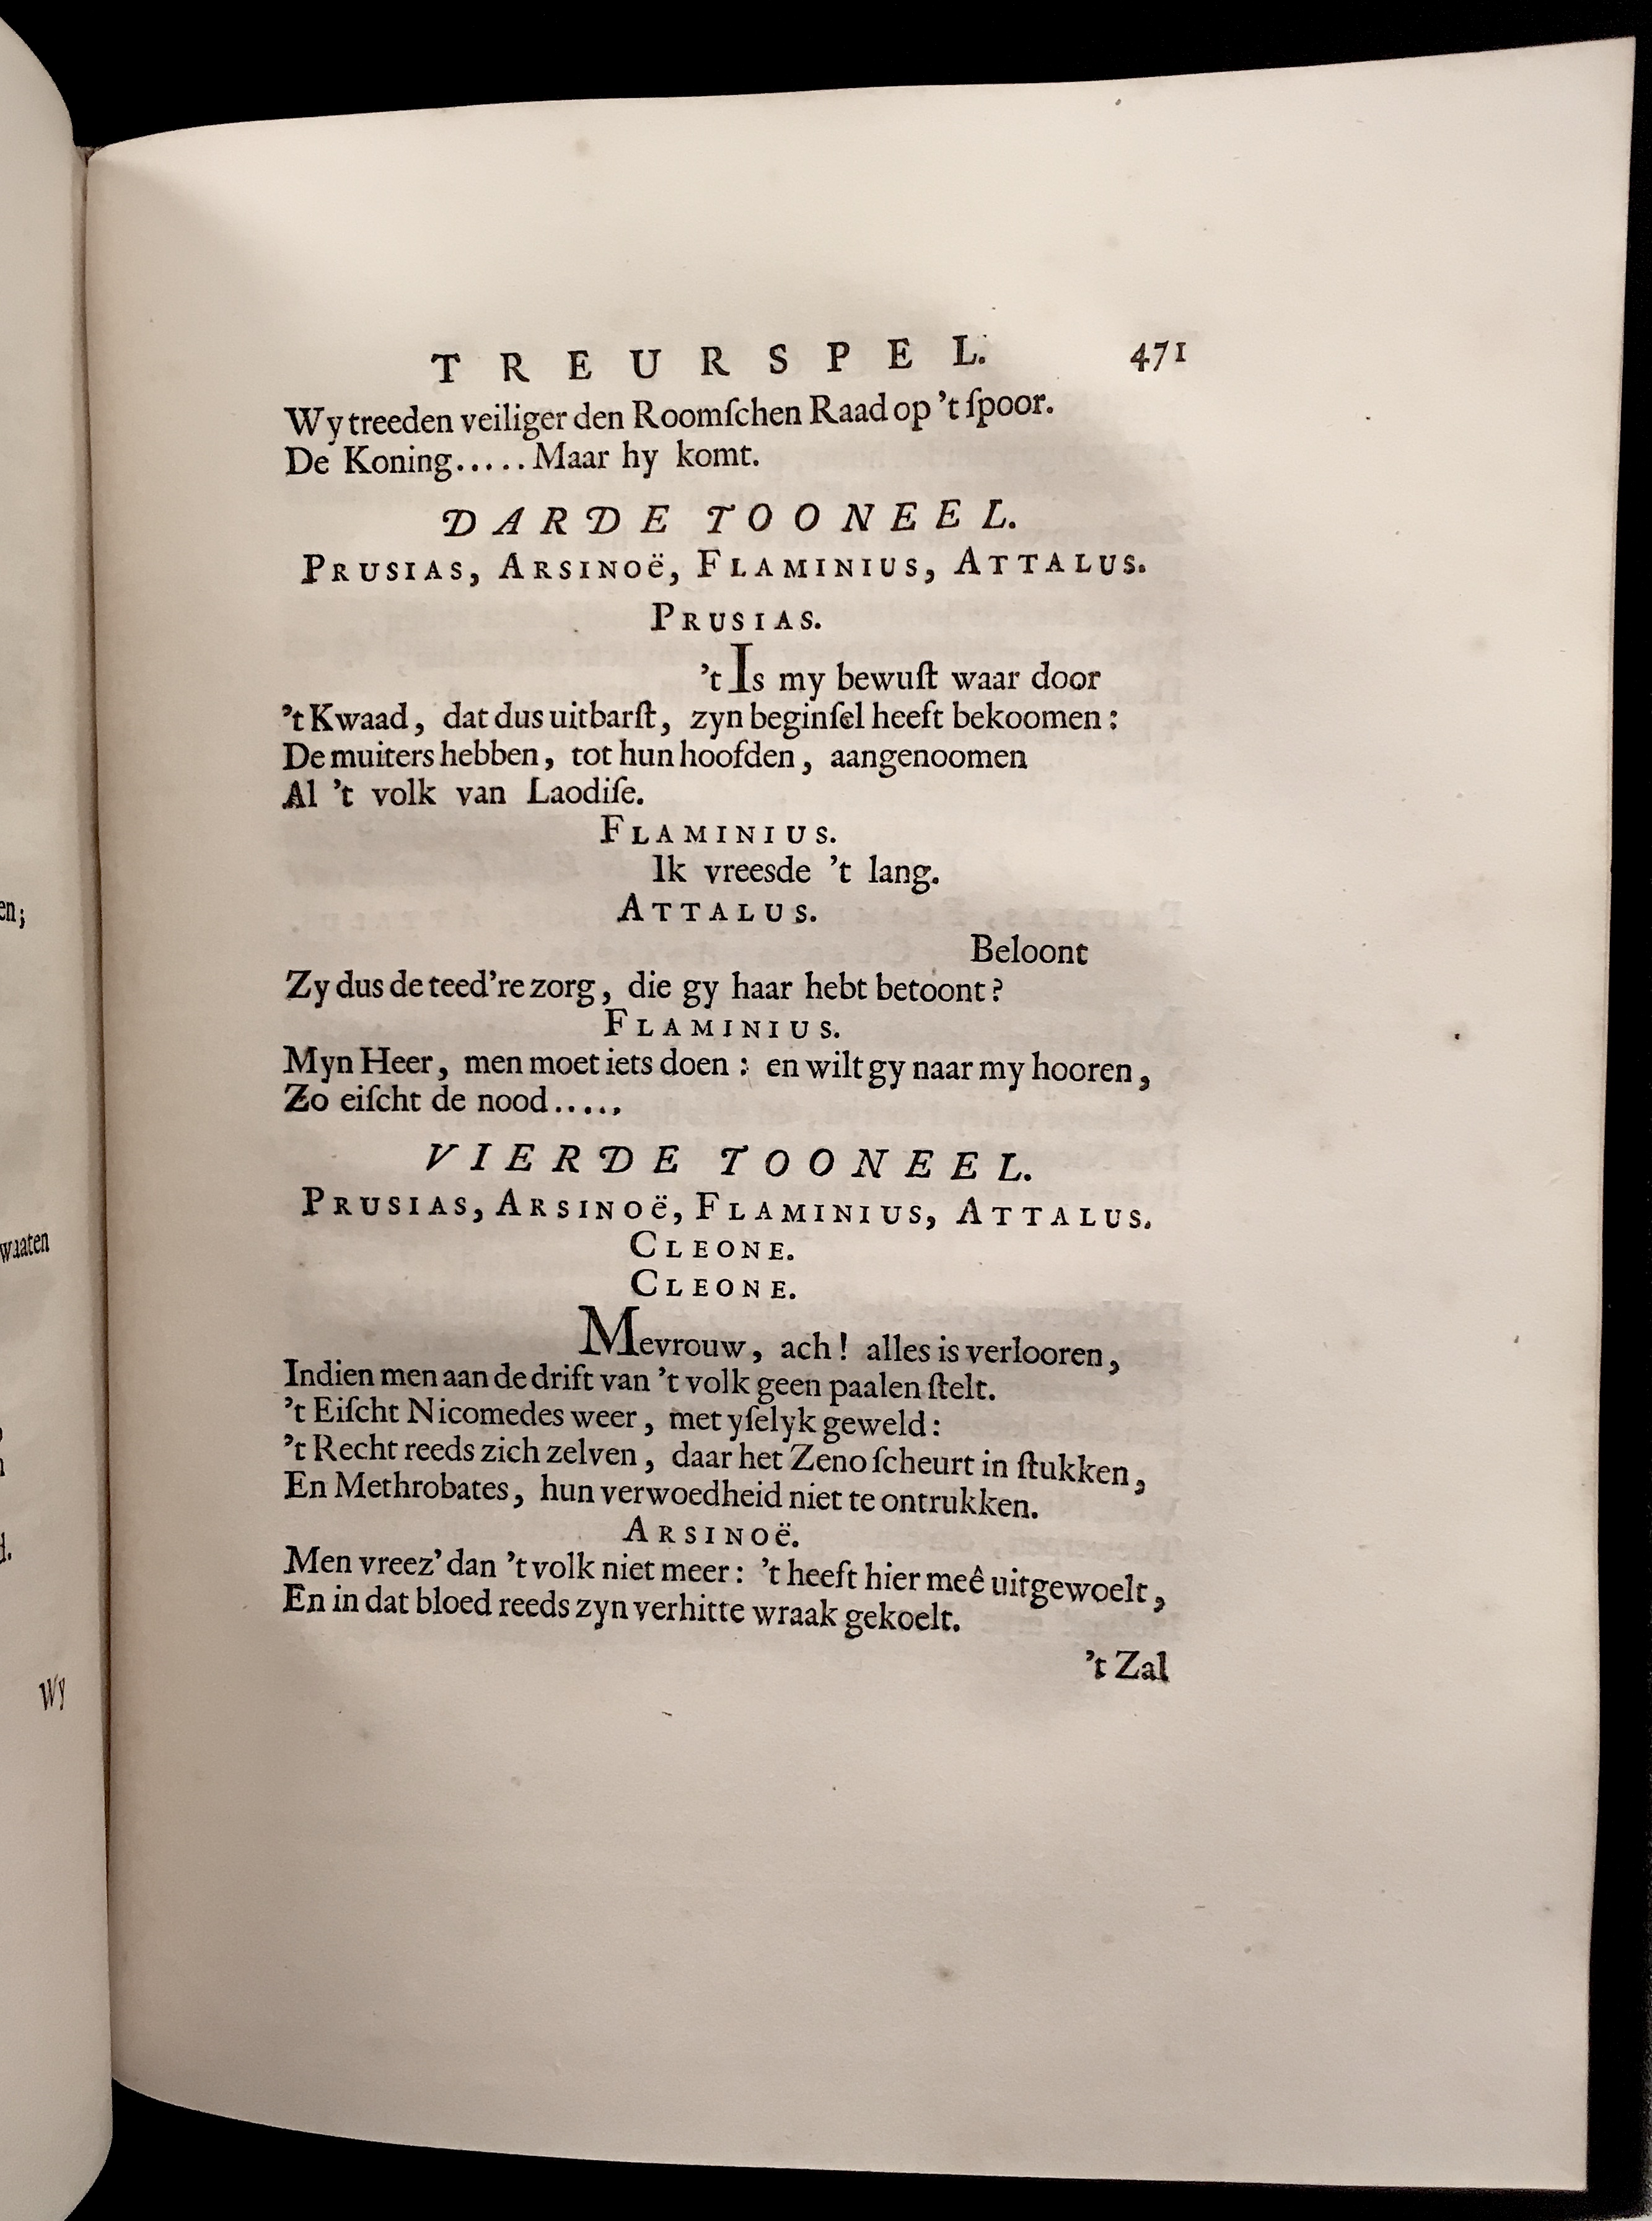 en;
waaten
d.
Wy
TREURSPEL. 471
Wy treeden veiliger den Roomſchen Raad op 't ſpoor.
De Koning.....Maar hy komt.
DARDE TOONEEL.
PRUSIAS, ARSINOë, FLAMINIUS, ATTALUS.
PRUSIAS.
't Is my bewuſt waar door
't Kwaad, dat dus uitbarſt, zyn beginſel heeft bekoomen:
De muiters hebben, tot hun hoofden, aangenoomen
Al 't volk van Laodiſe.
FLAMINIUS.
Ik vreesde 't lang.
ATTALUS.
Beloont
Zy dus de teed're zorg, die gy haar hebt betoont?
FLAMINIUS.
Myn Heer, men moet iets doen: en wilt gy naar my hooren,
Zo eiſcht de nood.....
VIERDE TOONEEL.
PRUSIAS, ARSINOë, FLAMINIUS, ATTALUS.
CLEONE.
CLEONE.
Mevrouw, ach! alles is verlooren,
Indien men aan de drift van 't volk geen paalen ſtelt.
't Eiſcht Nicomedes weer, met yſelyk geweld:
't Recht reeds zich zelven, daar het Zeno ſcheurt in ſtukken,
En Methrobates, hun verwoedheid niet te ontrukken.
ARSINOë.
Men vreez' dan 't volk niet meer: 't heeft hier meê uitgewoelt,
En in dat bloed reeds zyn verhitte wraak gekoelt.
't Zal